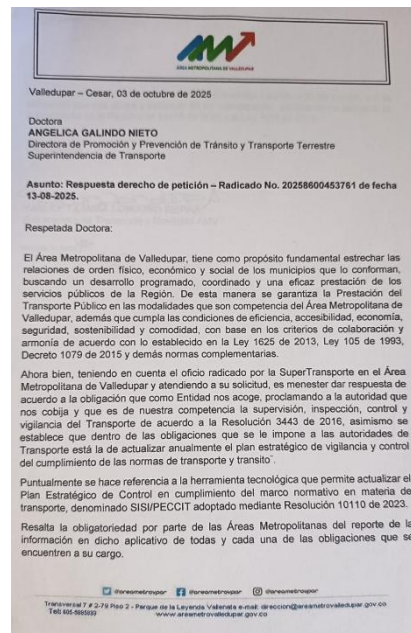 ÁREA METROPOLITANA DE VALLEDUPAR
Valledupar – Cesar, 03 de octubre de 2025
Doctora
ANGELICA GALINDO NIETO
Directora de Promoción y Prevención de Tránsito y Transporte Terrestre
Superintendencia de Transporte
Asunto: Respuesta derecho de petición – Radicado No. 20258600453761 de fecha
13-08-2025.
Respetada Doctora:
El Área Metropolitana de Valledupar, tiene como propósito fundamental estrechar las
relaciones de orden físico, económico y social de los municipios que lo conforman,
buscando un desarrollo programado, coordinado y una eficaz prestación de los
servicios públicos de la Región. De esta manera se garantiza la Prestación del
Transporte Público en las modalidades que son competencia del Área Metropolitana de
Valledupar, además que cumpla las condiciones de eficiencia, accesibilidad, economía,
seguridad, sostenibilidad y comodidad, con base en los criterios de colaboración y
armonía de acuerdo con lo establecido en la Ley 1625 de 2013, Ley 105 de 1993,
Decreto 1079 de 2015 y demás normas complementarias.
Ahora bien, teniendo en cuenta el oficio radicado por la SuperTransporte en el Área
Metropolitana de Valledupar y atendiendo a su solicitud, es menester dar respuesta de
acuerdo a la obligación que como Entidad nos acoge, proclamando a la autoridad que
nos cobija y que es de nuestra competencia la supervisión, inspección, control y
vigilancia del Transporte de acuerdo a la Resolución 3443 de 2016, asimismo se
establece que dentro de las obligaciones que se le impone a las autoridades de
Transporte está la de actualizar anualmente el plan estratégico de vigilancia y control
del cumplimiento de las normas de transporte y transito".
Puntualmente se hace referencia a la herramienta tecnológica que permite actualizar el
Plan Estratégico de Control en cumplimiento del marco normativo en materia de
transporte, denominado SISI/PECCIT adoptado mediante Resolución 10110 de 2023.
Resalta la obligatoriedad por parte de las Áreas Metropolitanas del reporte de la
información en dicho aplicativo de todas y cada una de las obligaciones que se
encuentren a su cargo.
@areametrovpar @areametrovpar @areametrovpar
Transversal 7 # 2-79 Piso 2 - Parque de la Leyenda Vallenata e-mail: direccion@areametrovalledupar.gov.co
Tel: 605-5895933 www.areametrovalledupar.gov.co